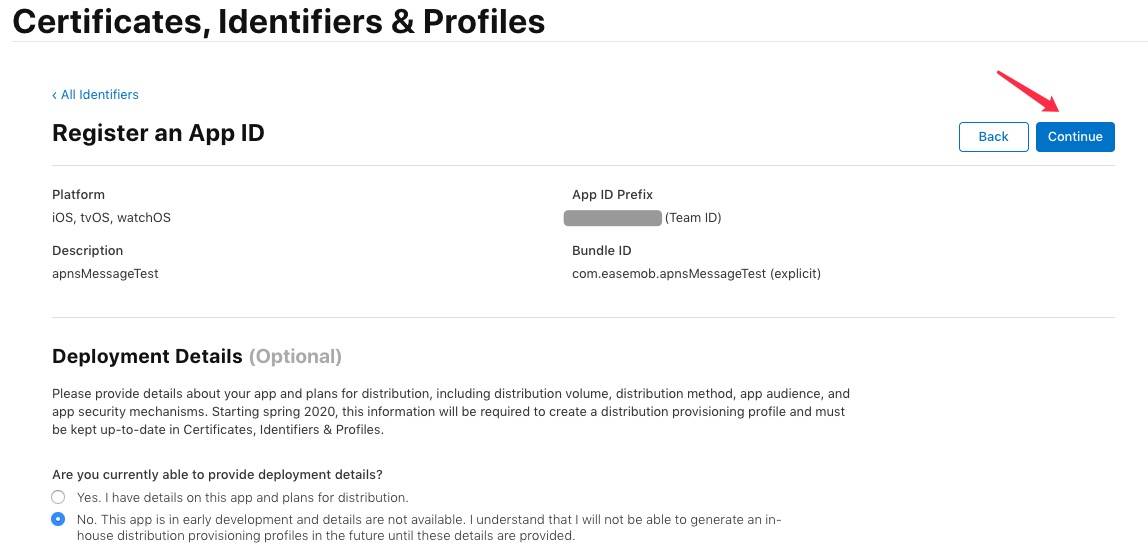 Certificates, Identifiers & Profiles
‹ All Identifiers
Register an App ID
Back
Continue
Platform
App ID Prefix
iOS, tvOS, watchOS
(Team ID)
Description
Bundle ID
apnsMessageTest
com.easemob.apnsMessageTest (explicit)
Deployment Details (Optional)
Please provide details about your app and plans for distribution, including distribution volume, distribution method, app audience, and
app security mechanisms. Starting spring 2020, this information will be required to create a distribution provisioning profile and must
be kept up-to-date in Certificates, Identifiers & Profiles.
Are you currently able to provide deployment details?
Yes. I have details on this app and plans for distribution.
No. This app is in early development and details are not available. I understand that I will not be able to generate an in-
house distribution provisioning profiles in the future until these details are provided.